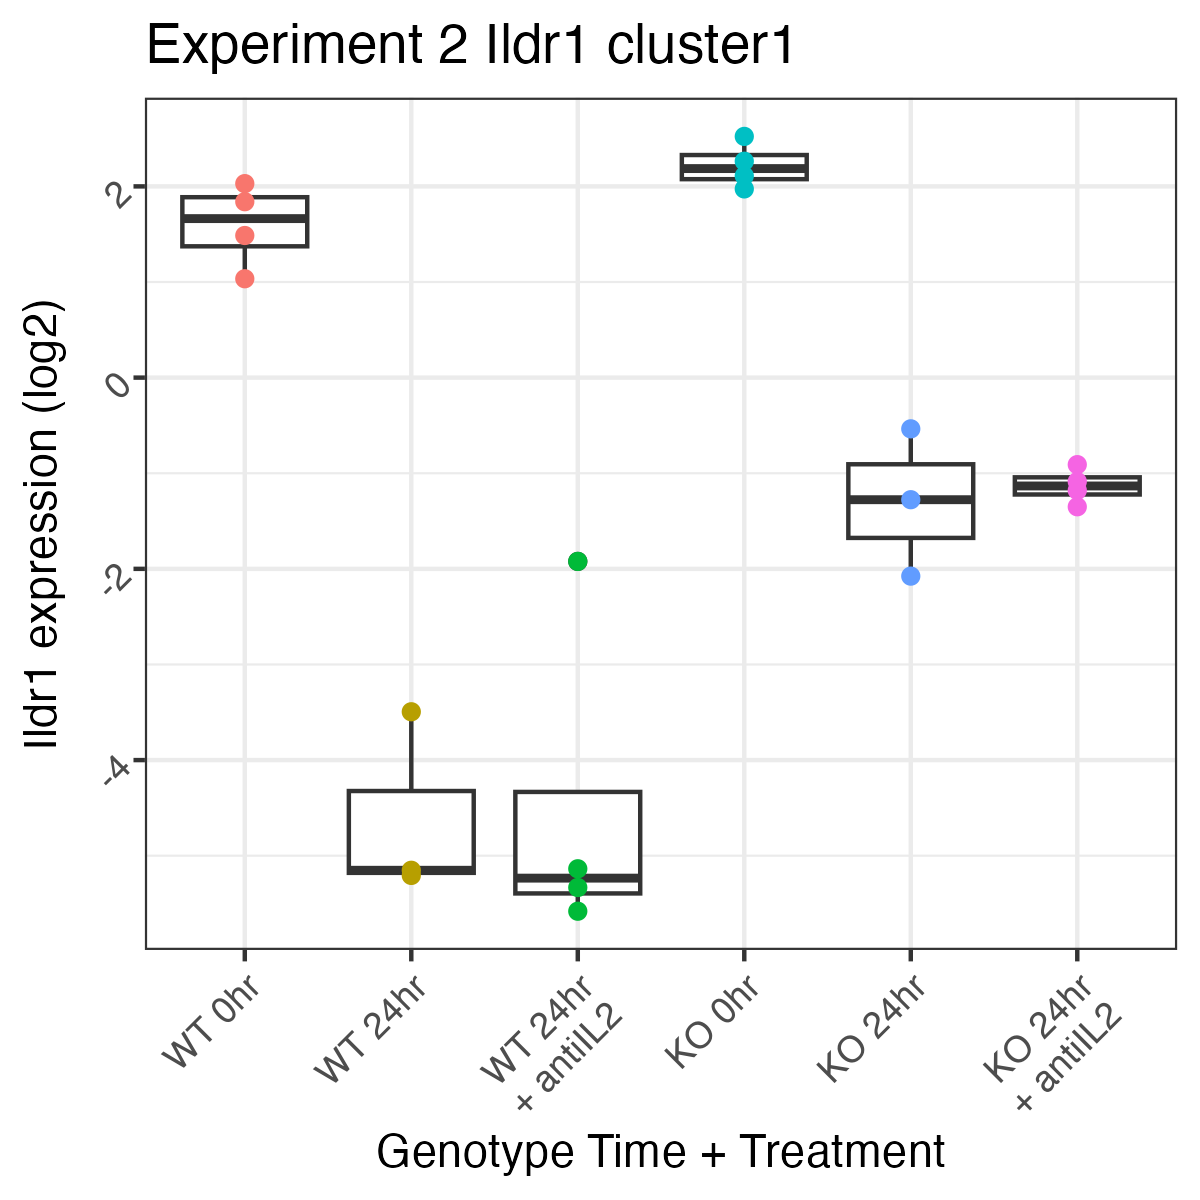 Experiment 2 Ildr1 cluster1
Ildr1 expression (log2)
2
0
-2
-4
WT 0hr
WT 24hr
WT 24hr
+ antiIL2
KO 0hr
KO 24hr
KO 24hr
+ antiIL2
Genotype Time + Treatment